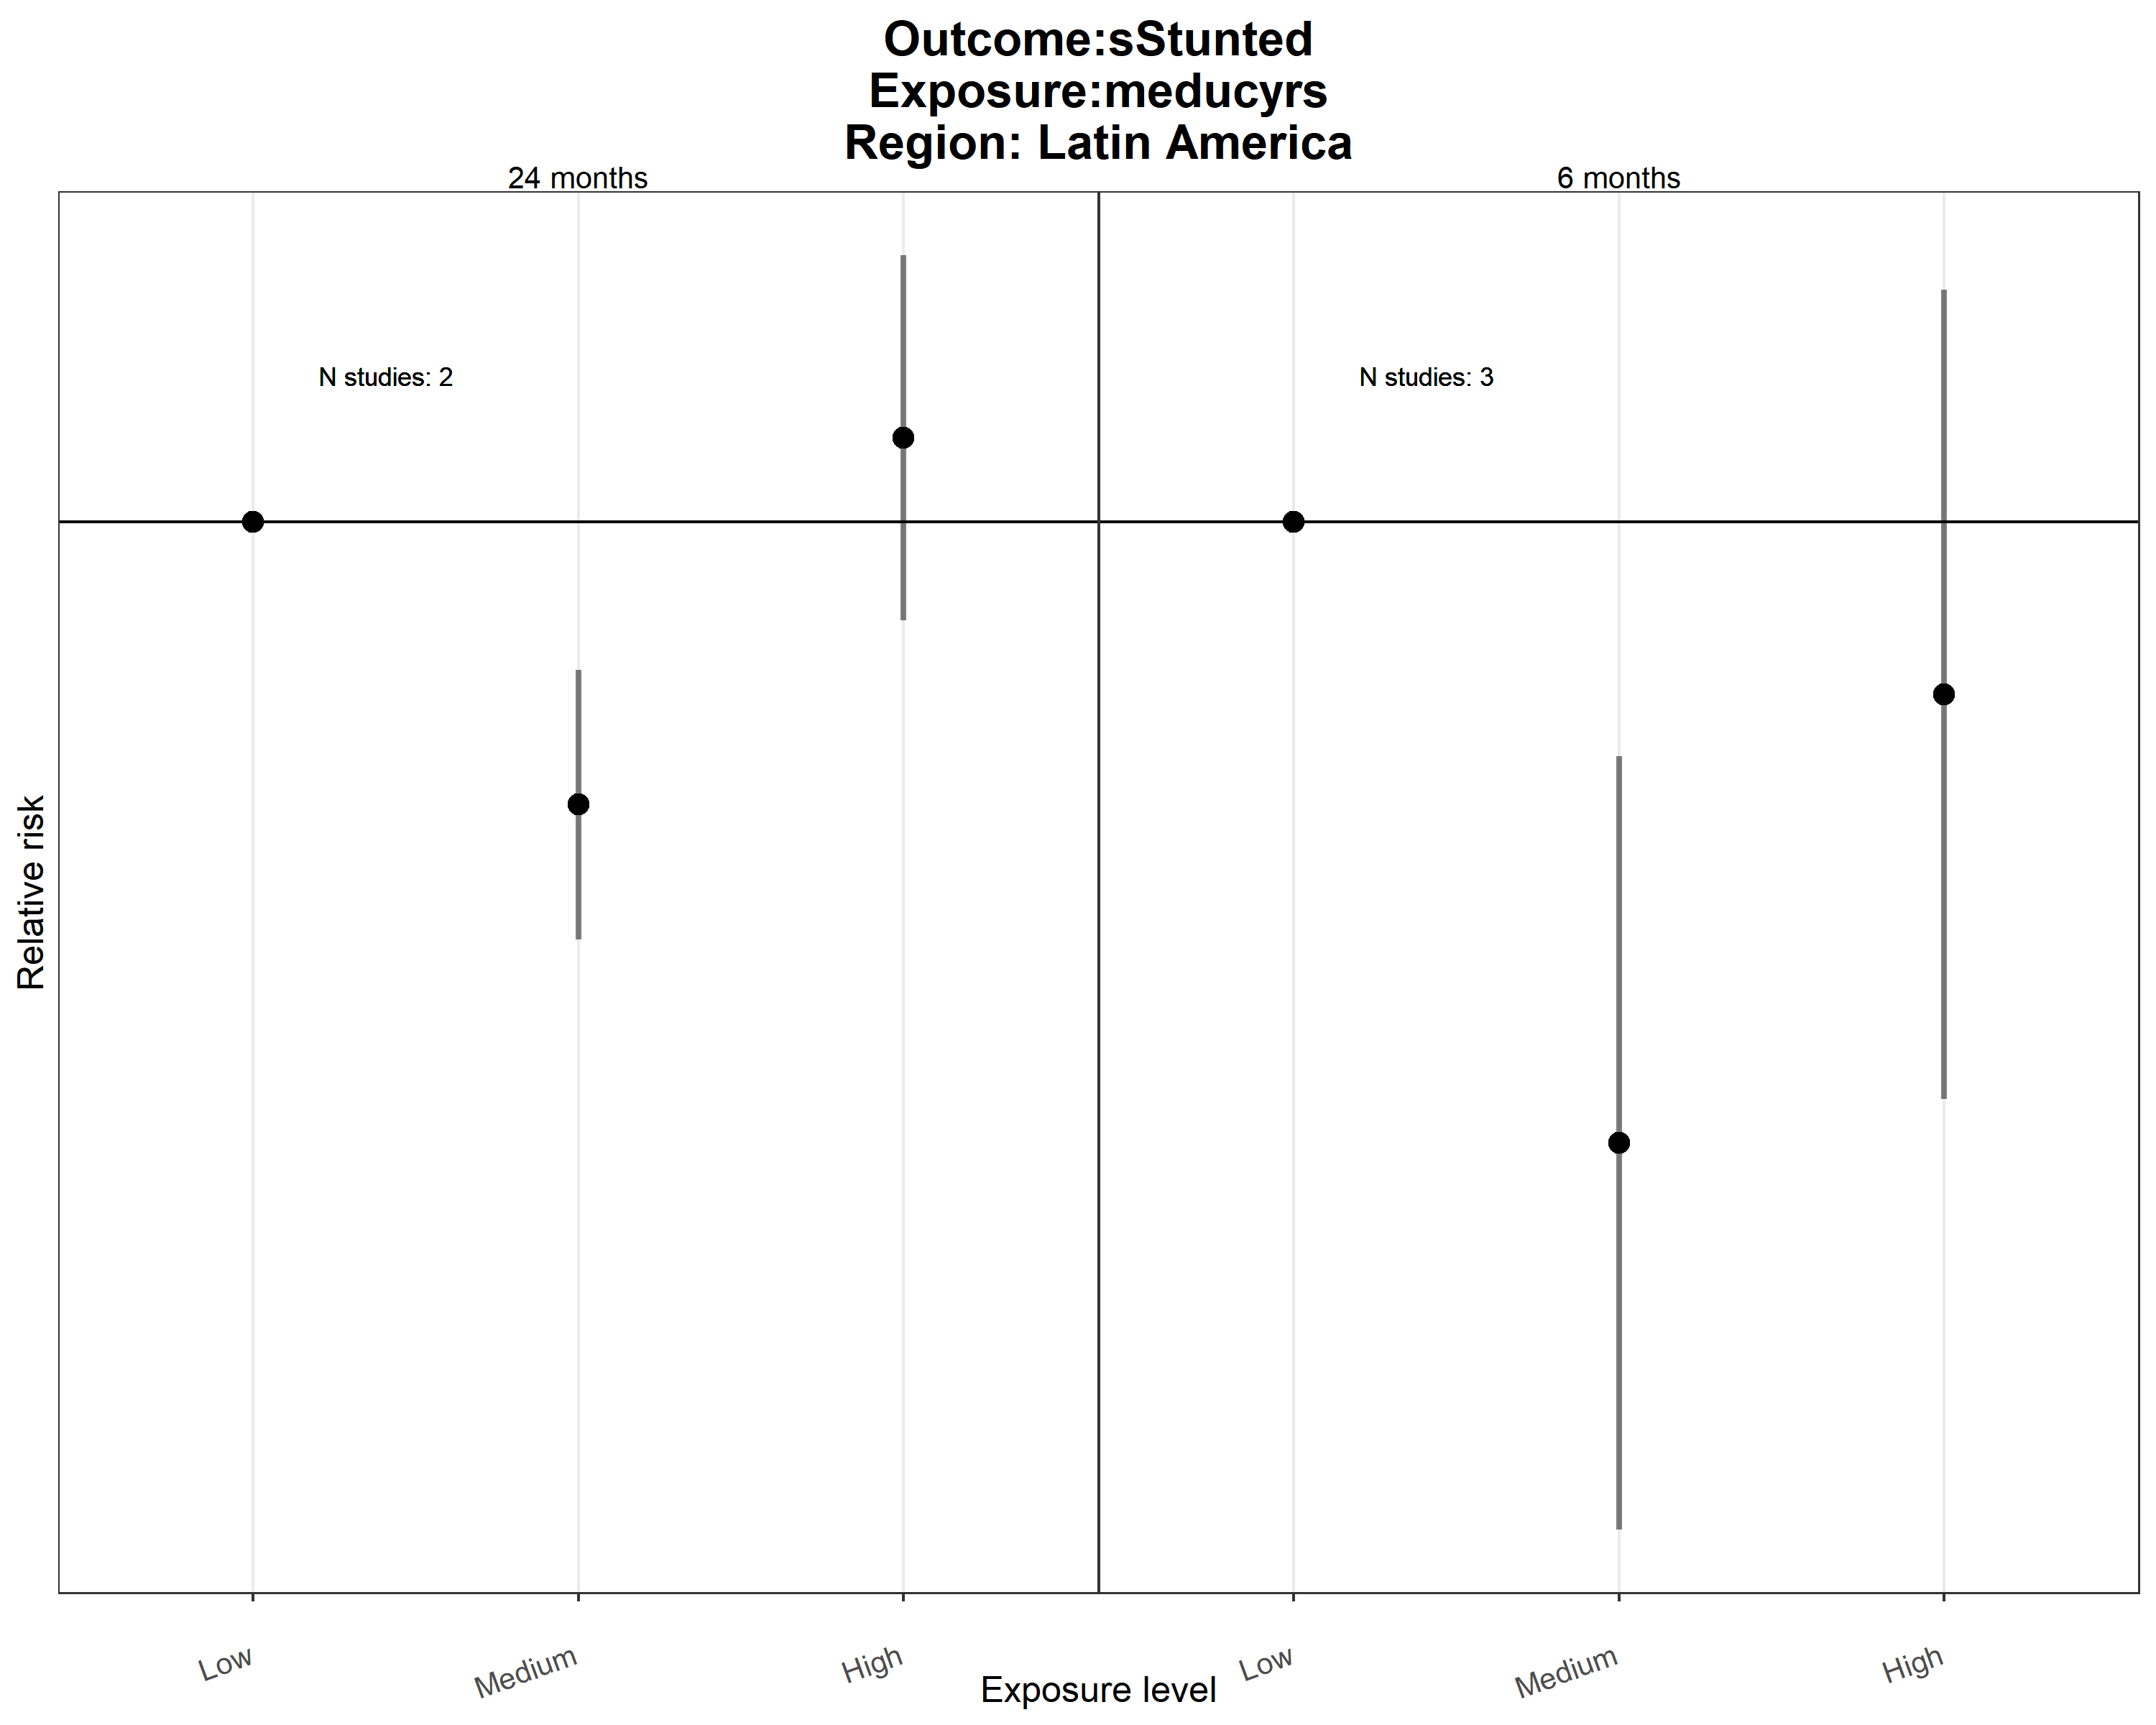 Outcome:sStunted
Exposure:meducyrs
Region: Latin America
24 months
6 months
N studies: 2
N studies: 3
Relative risk
Low
Medium
High
Low
Medium
High
Exposure level